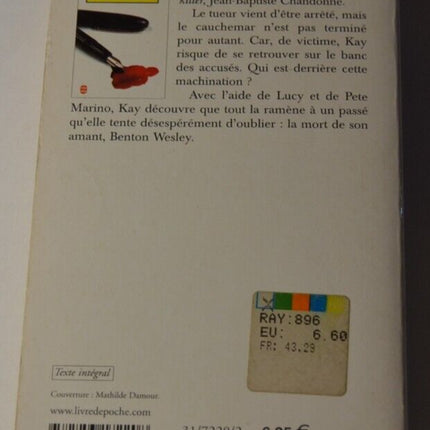 killer, Jean-Baptiste Chandonne.
Le tueur vient d'être arrêté, mais
le cauchemar n'est pas terminé
pour autant. Car, de victime, Kay
risque de se retrouver sur le banc
des accusés. Qui est derrière cette
machination ?
Avec l'aide de Lucy et de Pete
Marino, Kay découvre que tout la ramène à un passé
qu'elle tente désespérément d'oublier : la mort de son
amant, Benton Wesley.
RAY:896
EU: 6.60
FR: 43.29
Texte intégral
Couverture : Mathilde Damour.
www.livredepoche.com